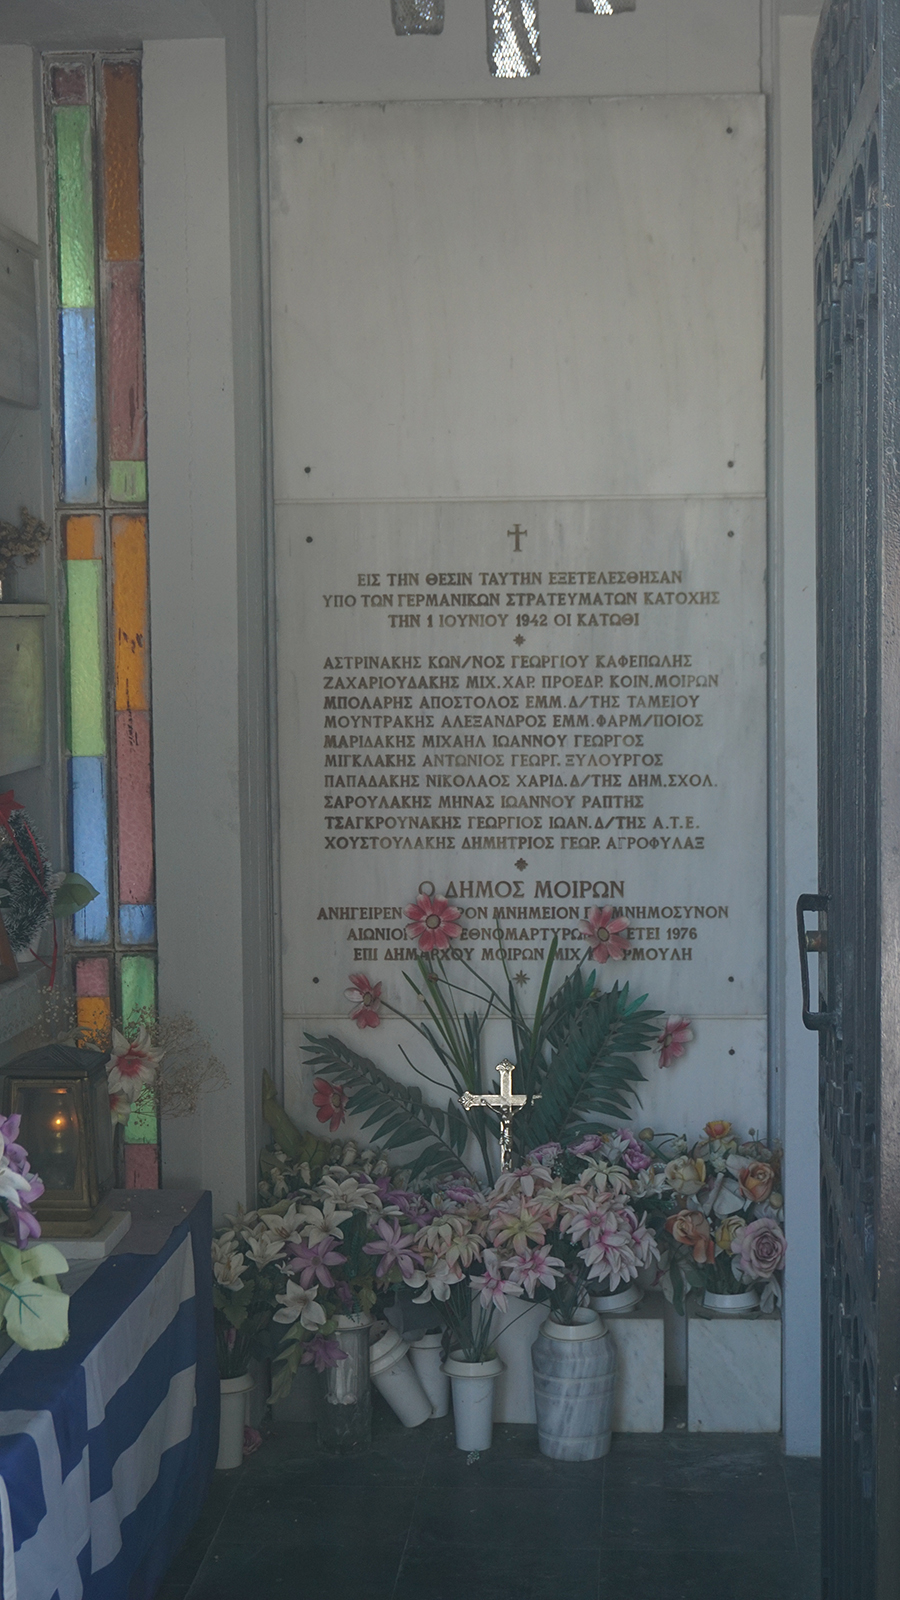 ΕΙΣ ΤΗΝ ΘΕΣΙΝ ΤΑΥΤΗΝ ΕΞΕΤΕΛΕΣΘΗΣΑΝ
ΥΠΟ ΤΩΝ ΓΕΡΜΑΝΙΚΩΝ ΣΤΡΑΤΕΥΜΑΤΩΝ ΚΑΤΟΧΗΣ
ΤΗΝ 1 ΙΟΥΝΙΟΥ 1942 ΟΙ ΚΑΤΩΘΙ
ΑΣΤΡΙΝΑΚΗΣ ΚΩΝ/ΝΟΣ ΓΕΩΡΓΙΟΥ ΚΑΦΕΠΩΛΗΣ
ΖΑΧΑΡΙΟΥΔΑΚΗΣ ΜΙΧ.ΧΑΡ. ΠΡΟΕΔΡ. ΚΟΙΝ.ΜΟΙΡΩΝ
ΜΠΟΛΑΡΗΣ ΑΠΟΣΤΟΛΟΣ ΕΜΜ.Δ/ΤΗΣ ΤΑΜΕΙΟΥ
ΜΟΥΝΤΡΑΚΗΣ ΑΛΕΞΑΝΔΡΟΣ ΕΜΜ.ΦΑΡΜ/ΠΟΙΟΣ
ΜΑΡΙΔΑΚΗΣ ΜΙΧΑΗΛ ΙΩΑΝΝΟΥ ΓΕΩΡΓΟΣ
ΜΙΓΚΛΑΚΗΣ ΑΝΤΩΝΙΟΣ ΓΕΩΡΓ. ΞΥΛΟΥΡΓΟΣ
ΠΑΠΑΔΑΚΗΣ ΝΙΚΟΛΑΟΣ ΧΑΡΙΔ.Δ/ΤΗΣ ΔΗΜ.ΣΧΟΛ.
ΣΑΡΟΥΛΑΚΗΣ ΜΗΝΑΣ ΙΩΑΝΝΟΥ ΡΑΠΤΗΣ
ΤΣΑΓΚΡΟΥΝΑΚΗΣ ΓΕΩΡΓΙΟΣ ΙΩΑΝ.Δ/ΤΗΣ Α.Τ.Ε.
ΧΟΥΣΤΟΥΛΑΚΗΣ ΔΗΜΗΤΡΙΟΣ ΓΕΩΡ. ΑΓΡΟΦΥΛΑΞ
Ο ΔΗΜΟΣ ΜΟΙΡΩΝ
ΑΝΗΓΕΙΡΕΝ ΜΝΗΜΕΙΟΝ ΜΝΗΜΟΣΥΝΟΝ
ΕΤΕΙ 1976
ΕΠΙ ΔΗΜΑΡΧΟΥ ΜΟΙΡΩΝ ΜΙΧ